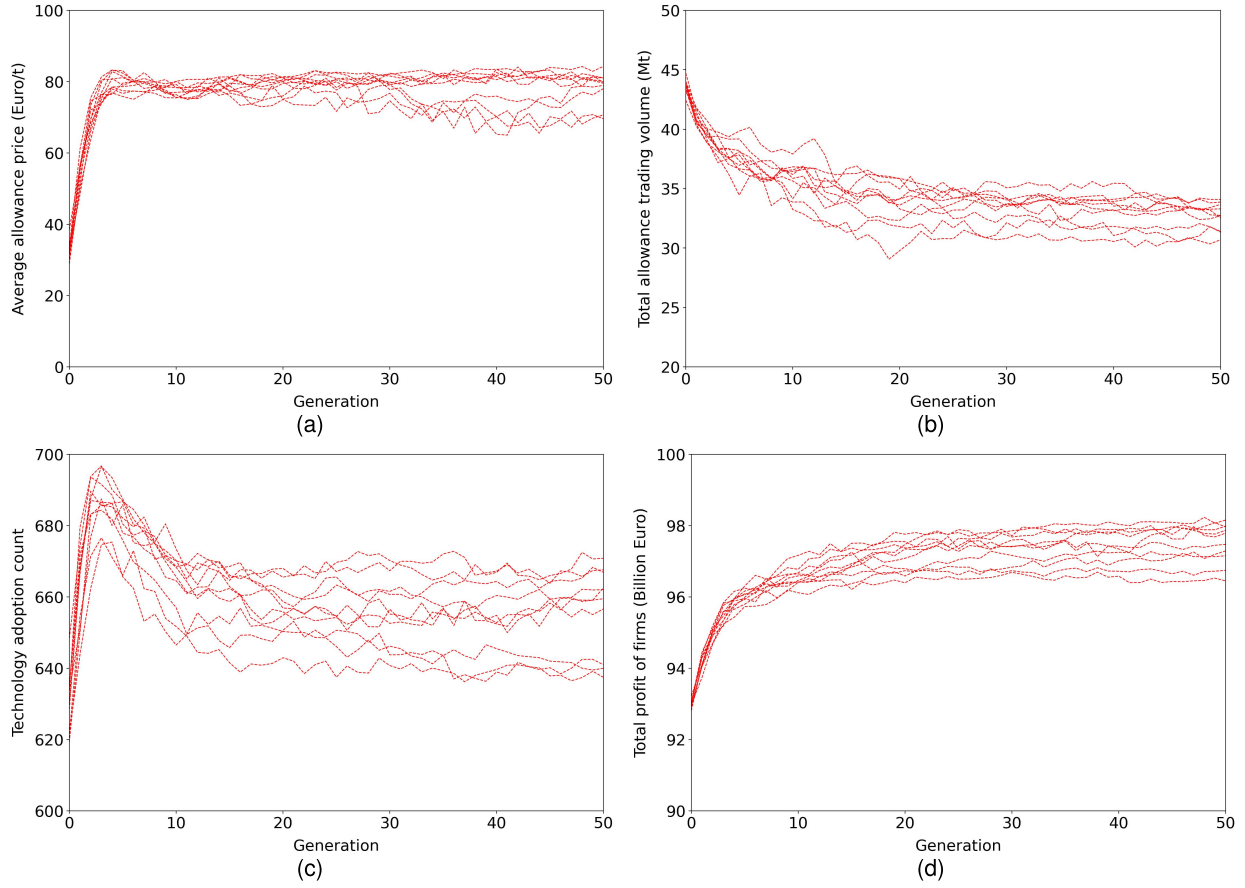 Average allowance price (Euro/t)
100
80
60
40
20
0
0 10 20 30 40 50
Generation
(a)
Total allowance trading volume (Mt)
50
45
40
35
30
25
20
0 10 20 30 40 50
Generation
(b)
Technology adoption count
700
680
660
640
620
600
0 10 20 30 40 50
Generation
(c)
Total profit of firms (Billion Euro)
100
98
96
94
92
90
0 10 20 30 40 50
Generation
(d)